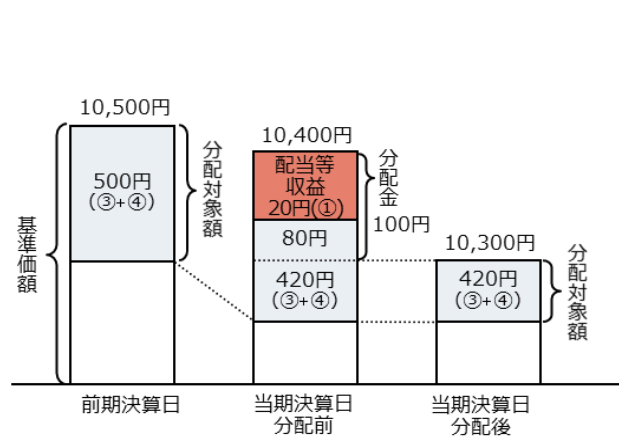 10,500円
500円
(③+④)
分配対象額
基準価額
前期決算日
10,400円
配当等
収益
20円(①)
80円
420円
(③+④)
分配金
100円
当期決算日
分配前
10,300円
420円
(③+④)
分配対象額
当期決算日
分配後